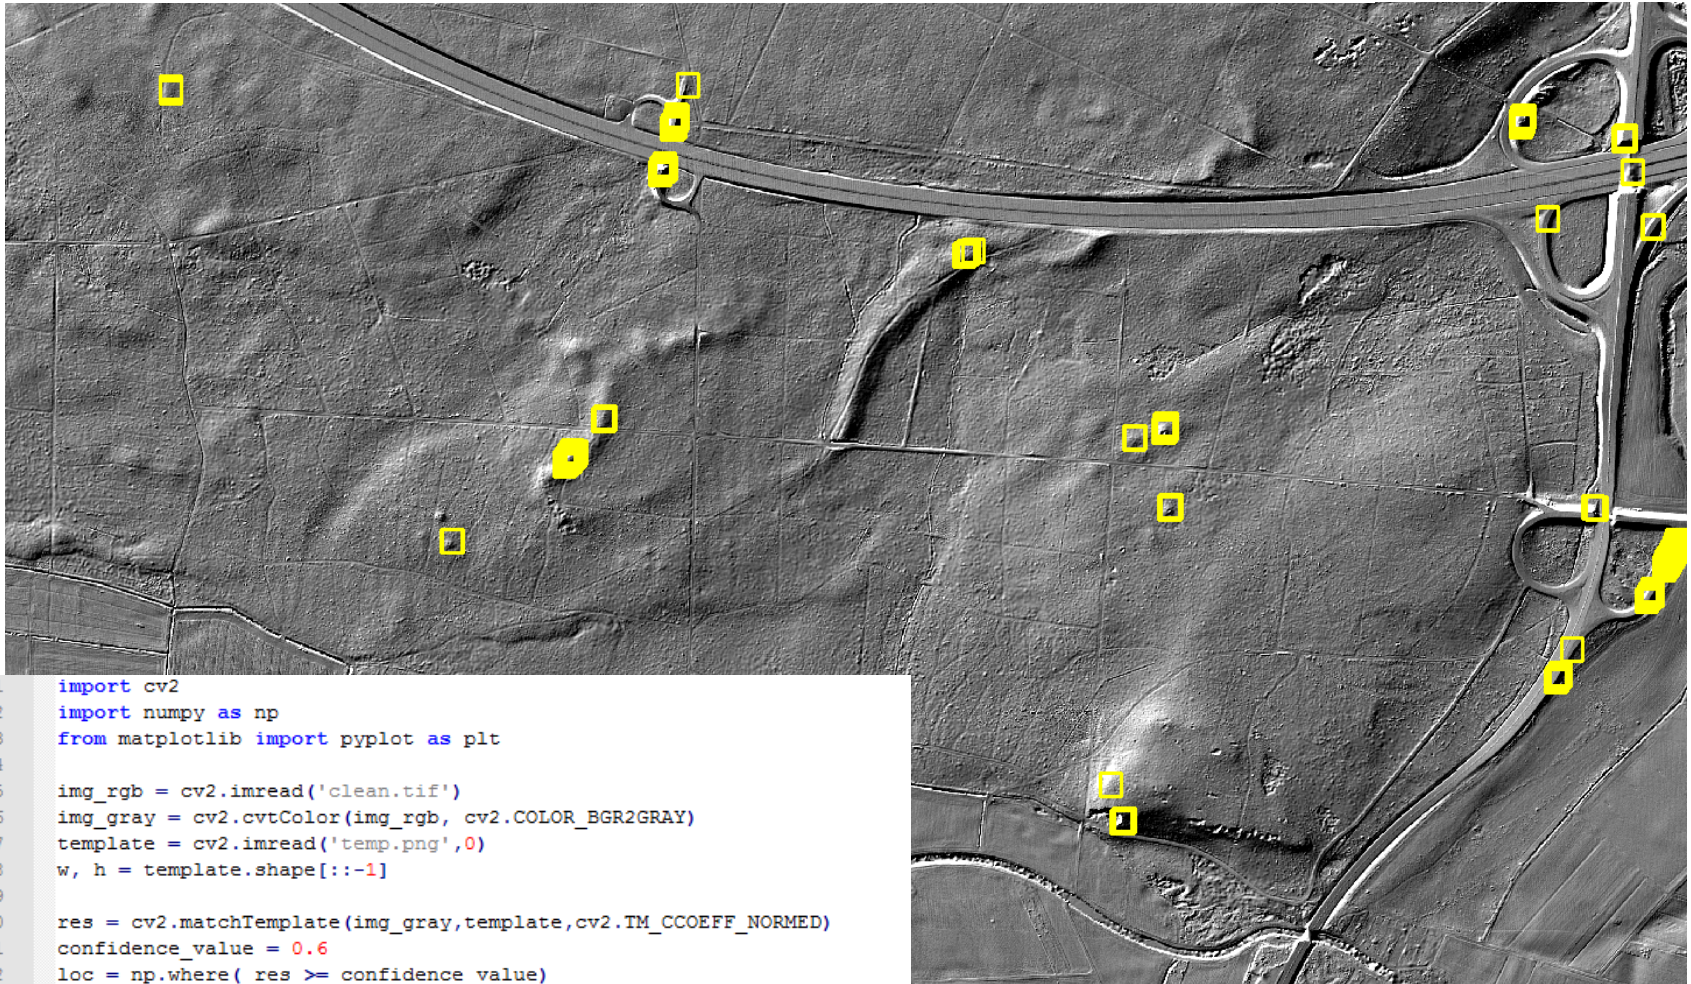 import cv2
import numpy as np
from matplotlib import pyplot as plt
img_rgb = cv2.imread('clean.tif')
img_gray = cv2.cvtColor(img_rgb, cv2.COLOR_BGR2GRAY)
template = cv2.imread('temp.png',0)
w, h = template.shape[::-1]
res = cv2.matchTemplate(img_gray,template,cv2.TM_CCOEFF_NORMED)
confidence_value = 0.6
loc = np.where( res >= confidence_value)